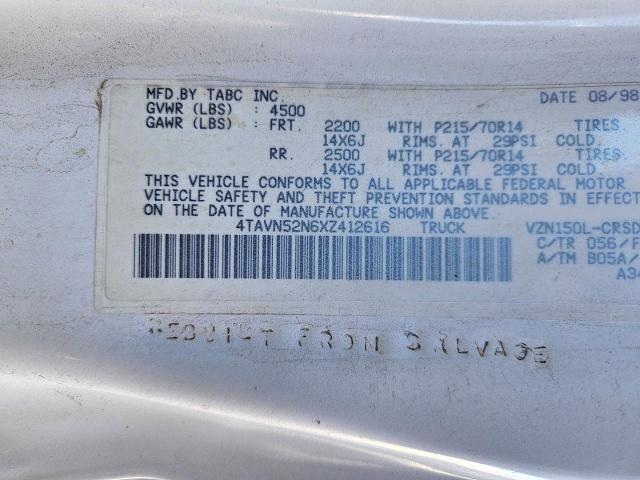 MFD.BY TABC INC. DATE 08/98
GVWR (LBS) : 4500
GAWR (LBS) : FRT. 2200 WITH P215/70R14 TIRES
14X6J RIMS. AT 29PSI COLD.
RR. 2500 WITH P215/70R14 TIRES.
14X6J RIMS. AT 29PSI COLD.
THIS VEHICLE CONFORMS TO ALL APPLICABLE FEDERAL MOTOR
VEHICLE SAFETY AND THEFT PREVENTION STANDARDS IN EFFECT
ON THE DATE OF MANUFACTURE SHOWN ABOVE.
4TAVN52N6XZ412616 TRUCK VZN150L-CRSD
C/TR 056/F
A/TM B05A/
A34
REBUILT FROM SALVAGE